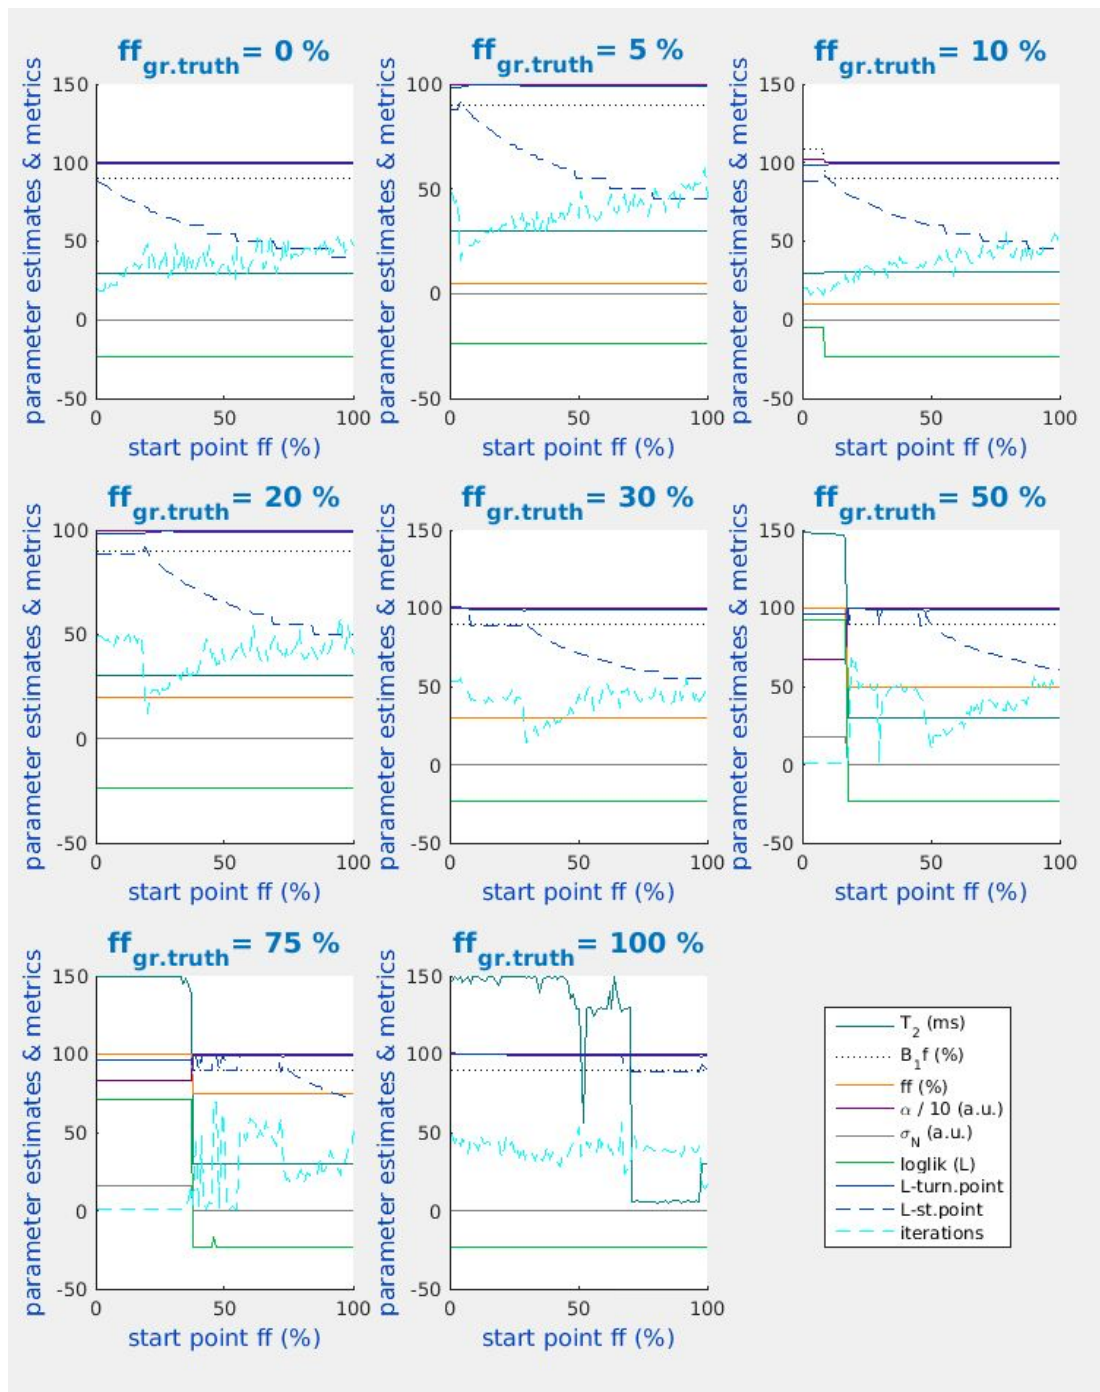 ff_gr.truth = 0 %
ff_gr.truth = 5 %
ff_gr.truth = 10 %
parameter estimates & metrics
150
100
50
0
-50
0
50
100
start point ff (%)
parameter estimates & metrics
100
50
0
-50
0
50
100
start point ff (%)
parameter estimates & metrics
150
100
50
0
-50
0
50
100
start point ff (%)
ff_gr.truth = 20 %
ff_gr.truth = 30 %
ff_gr.truth = 50 %
parameter estimates & metrics
100
50
0
-50
0
50
100
start point ff (%)
parameter estimates & metrics
150
100
50
0
-50
0
50
100
start point ff (%)
parameter estimates & metrics
150
100
50
0
-50
0
50
100
start point ff (%)
ff_gr.truth = 75 %
ff_gr.truth = 100 %
parameter estimates & metrics
150
100
50
0
-50
0
50
100
start point ff (%)
parameter estimates & metrics
150
100
50
0
-50
0
50
100
start point ff (%)
T_2 (ms)
B_1f (%)
ff (%)
α / 10 (a.u.)
σ_N (a.u.)
loglik (L)
L-turn.point
L-st.point
iterations